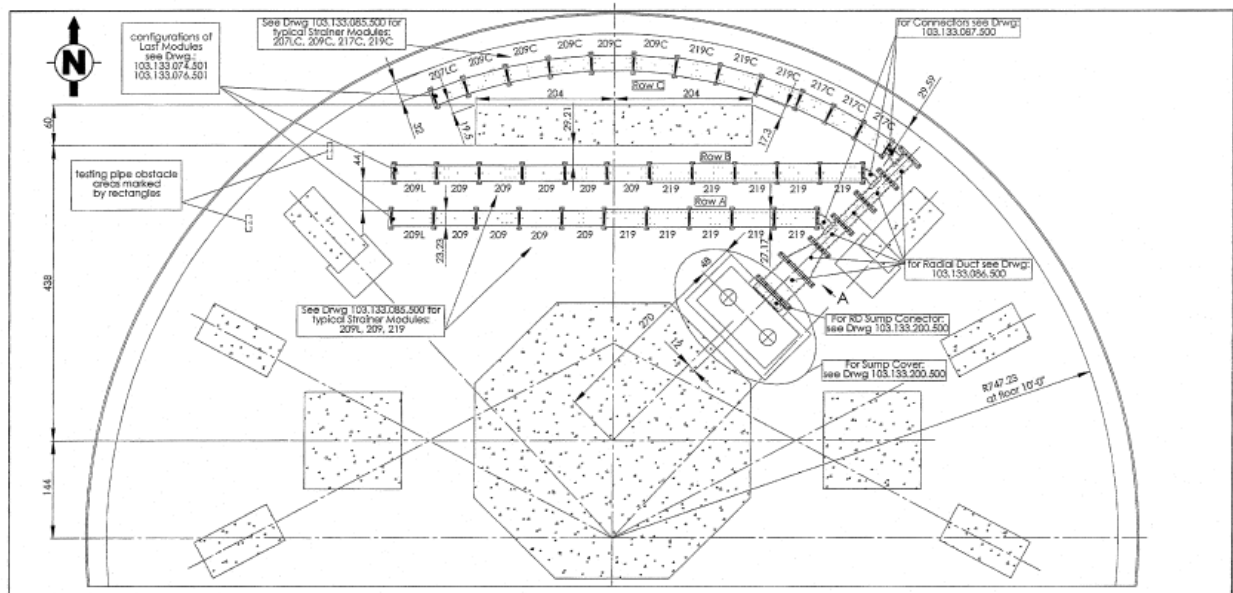 N
configurations of
Last Modules
see Drwg.:
103.133.074.501
103.133.076.501
See Drwg 103.133.085.500 for
typical Strainer Modules:
207LC, 209C, 217C, 219C
for Connectors see Drwg:
103.133.087.500
207LC
209C
209C
209C
209C
209C
219C
219C
219C
217C
217C
217C
29.59
Row C
204
204
60
32
19.5
29.21
17.3
testing pipe obstacle
areas marked
by rectangles
44
Row B
209L
209
209
209
209
209
219
219
219
219
219
Row A
209L
209
209
209
209
219
219
219
219
219
23.23
27.17
438
48
for Radial Duct see Drwg:
103.133.086.500
A
See Drwg 103.133.085.500 for
typical Strainer Modules:
209L, 209, 219
270
12
For RD Sump Conector:
see Drwg 103.133.200.500
For Sump Cover:
see Drwg 103.133.200.500
R747.23
at floor 10'-0"
144